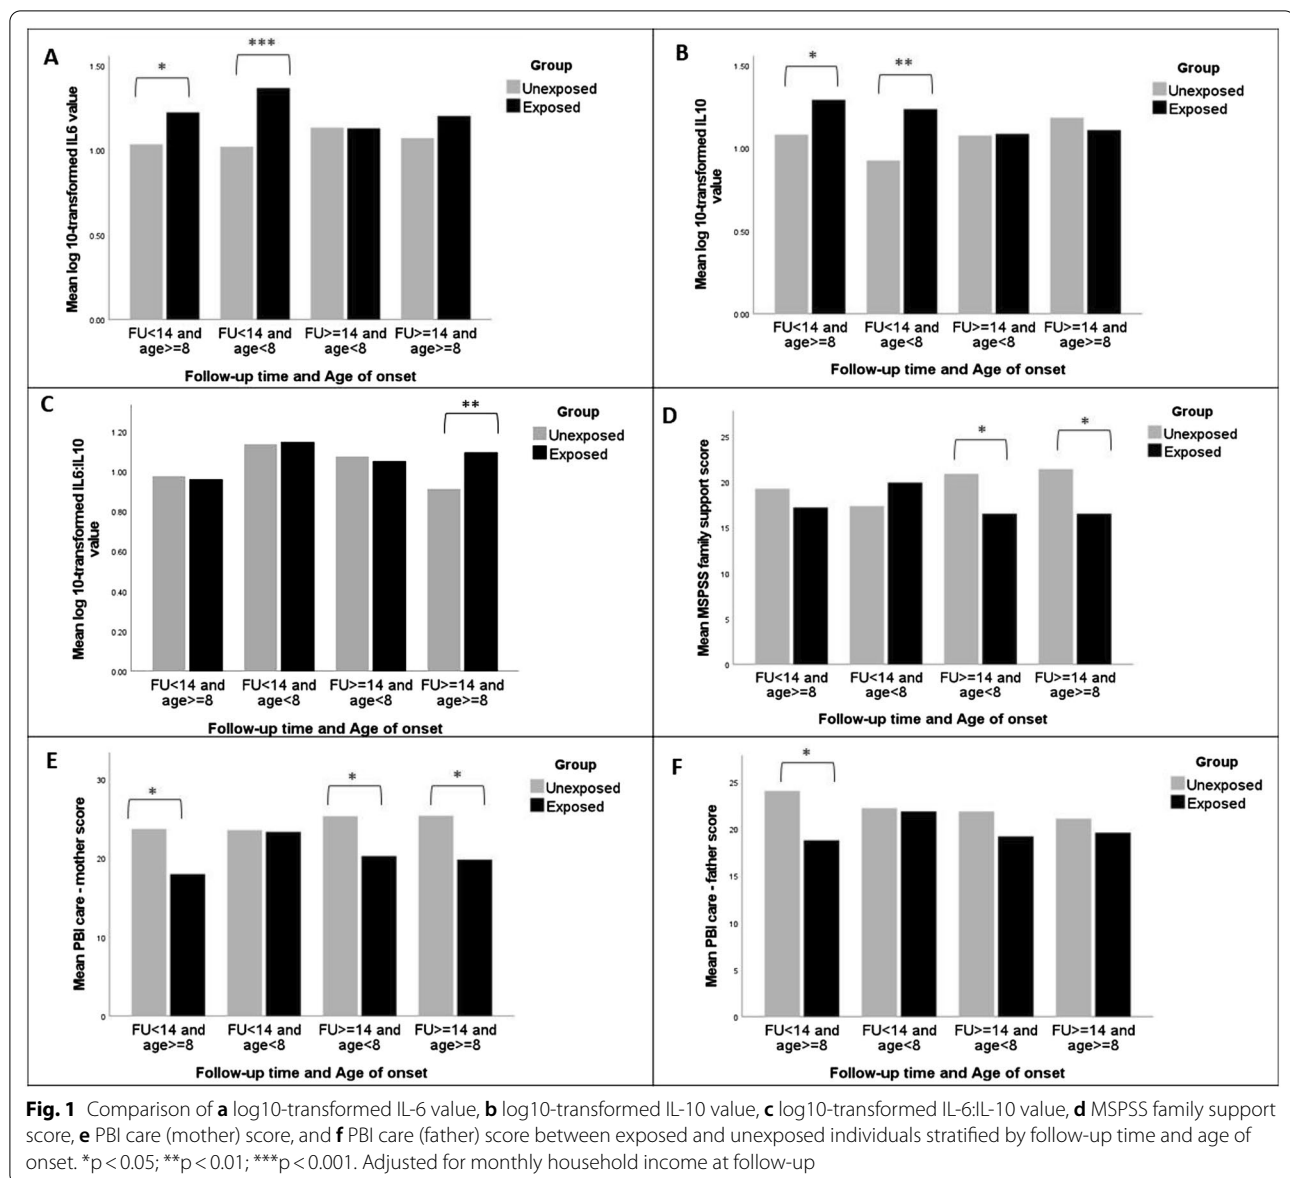 A
*
***
Group
Unexposed
Exposed
Mean log 10-transformed IL6 value
1.50
1.00
0.50
0.00
FU<14 and age>=8
FU<14 and age<8
FU>=14 and age<8
FU>=14 and age>=8
Follow-up time and Age of onset
B
*
**
Group
Unexposed
Exposed
Mean log 10-transformed IL10
value
1.50
1.00
0.50
0.00
FU<14 and age>=8
FU<14 and age<8
FU>=14 and age<8
FU>=14 and age>=8
Follow-up time and Age of onset
C
**
Group
Unexposed
Exposed
Mean log 10-transformed IL6:IL10
value
1.20
1.00
0.80
0.60
0.40
0.20
0.00
FU<14 and age>=8
FU<14 and age<8
FU>=14 and age<8
FU>=14 and age>=8
Follow-up time and Age of onset
D
*
*
Group
Unexposed
Exposed
Mean MSPSS family support score
25
20
15
10
5
0
FU<14 and age>=8
FU<14 and age<8
FU>=14 and age<8
FU>=14 and age>=8
Follow-up time and Age of onset
E
*
*
*
Group
Unexposed
Exposed
Mean PBI care - mother score
30
20
10
0
FU<14 and age>=8
FU<14 and age<8
FU>=14 and age<8
FU>=14 and age>=8
Follow-up time and Age of onset
F
*
Group
Unexposed
Exposed
Mean PBI care - father score
25
20
15
10
5
0
FU<14 and age>=8
FU<14 and age<8
FU>=14 and age<8
FU>=14 and age>=8
Follow-up time and Age of onset
Fig. 1 Comparison of a log10-transformed IL-6 value, b log10-transformed IL-10 value, c log10-transformed IL-6:IL-10 value, d MSPSS family support
score, e PBI care (mother) score, and f PBI care (father) score between exposed and unexposed individuals stratified by follow-up time and age of
onset. *p < 0.05; **p < 0.01; ***p < 0.001. Adjusted for monthly household income at follow-up